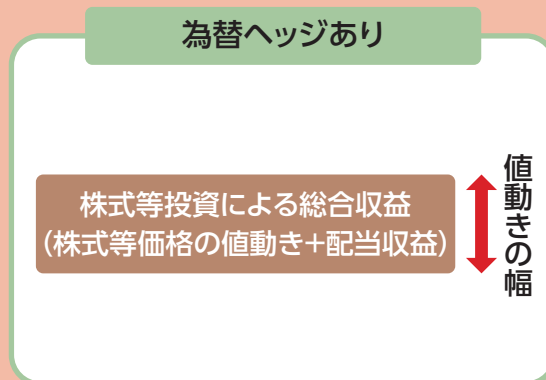 為替ヘッジあり
株式等投資による総合収益
(株式等価格の値動き+配当収益)
値動きの幅